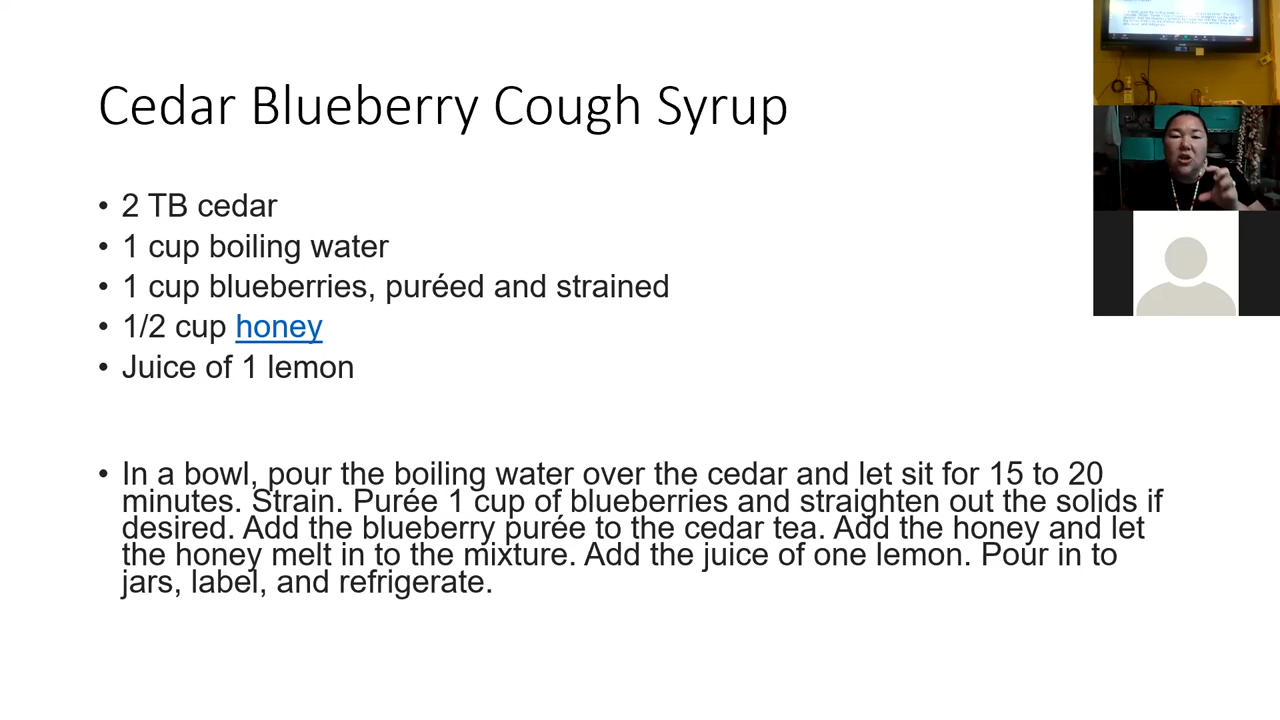 Cedar Blueberry Cough Syrup
• 2 TB cedar
• 1 cup boiling water
• 1 cup blueberries, puréed and strained
• 1/2 cup honey
• Juice of 1 lemon
• In a bowl, pour the boiling water over the cedar and let sit for 15 to 20
minutes. Strain. Purée 1 cup of blueberries and straighten out the solids if
desired. Add the blueberry purée to the cedar tea. Add the honey and let
the honey melt in to the mixture. Add the juice of one lemon. Pour in to
jars, label, and refrigerate.